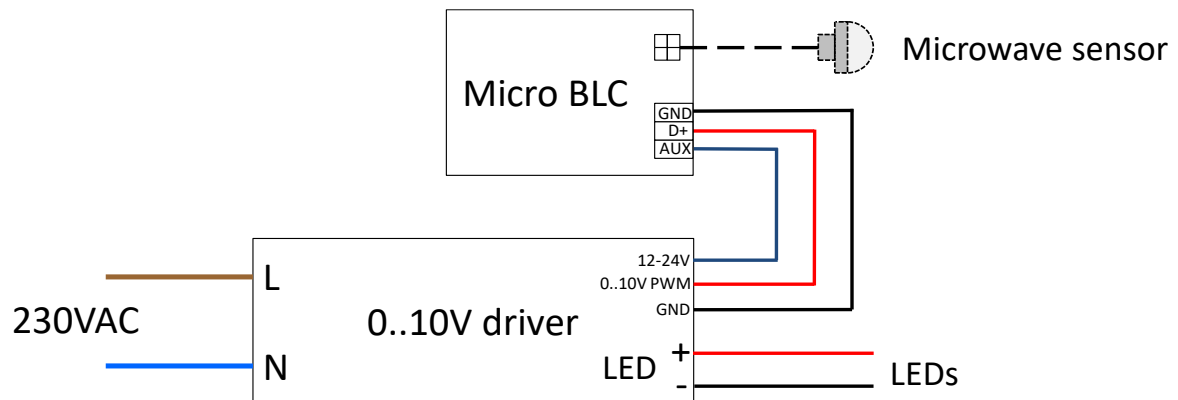 Microwave sensor
Micro BLC
GND
D+
AUX
12-24V
0..10V PWM
GND
L
230VAC
0..10V driver
N
LED
+
-
LEDs